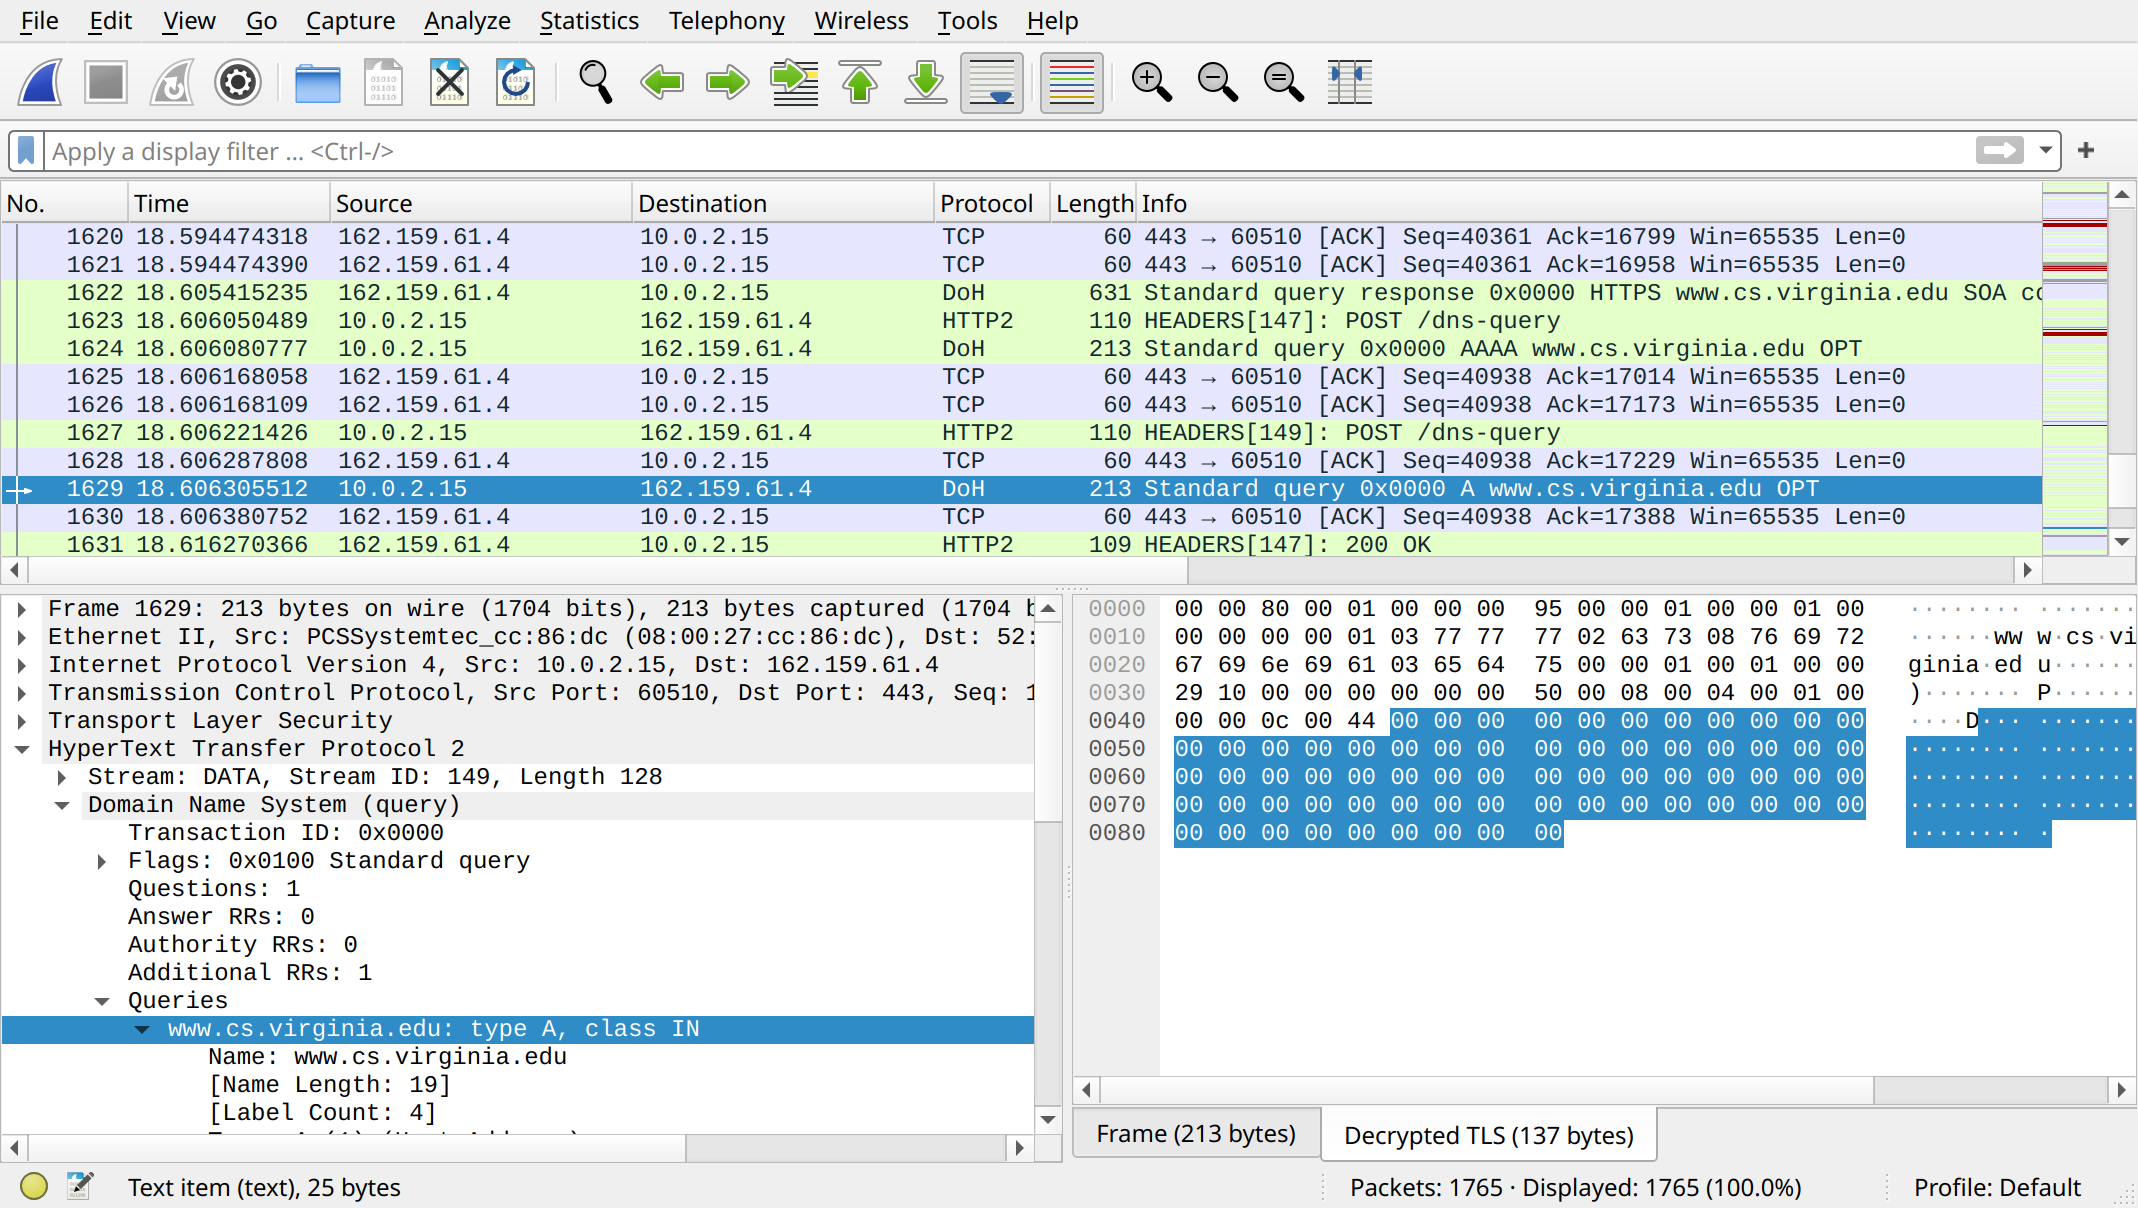 File Edit View Go Capture Analyze Statistics Telephony Wireless Tools Help
Apply a display filter ... <Ctrl-/>
No. Time Source Destination Protocol Length Info
1620 18.594474318 162.159.61.4 10.0.2.15 TCP 60 443 → 60510 [ACK] Seq=40361 Ack=16799 Win=65535 Len=0
1621 18.594474390 162.159.61.4 10.0.2.15 TCP 60 443 → 60510 [ACK] Seq=40361 Ack=16958 Win=65535 Len=0
1622 18.605415235 162.159.61.4 10.0.2.15 DoH 631 Standard query response 0x0000 HTTPS www.cs.virginia.edu SOA co
1623 18.606050489 10.0.2.15 162.159.61.4 HTTP2 110 HEADERS[147]: POST /dns-query
1624 18.606080777 10.0.2.15 162.159.61.4 DoH 213 Standard query 0x0000 AAAA www.cs.virginia.edu OPT
1625 18.606168058 162.159.61.4 10.0.2.15 TCP 60 443 → 60510 [ACK] Seq=40938 Ack=17014 Win=65535 Len=0
1626 18.606168109 162.159.61.4 10.0.2.15 TCP 60 443 → 60510 [ACK] Seq=40938 Ack=17173 Win=65535 Len=0
1627 18.606221426 10.0.2.15 162.159.61.4 HTTP2 110 HEADERS[149]: POST /dns-query
1628 18.606287808 162.159.61.4 10.0.2.15 TCP 60 443 → 60510 [ACK] Seq=40938 Ack=17229 Win=65535 Len=0
1629 18.606305512 10.0.2.15 162.159.61.4 DoH 213 Standard query 0x0000 A www.cs.virginia.edu OPT
1630 18.606380752 162.159.61.4 10.0.2.15 TCP 60 443 → 60510 [ACK] Seq=40938 Ack=17388 Win=65535 Len=0
1631 18.616270366 162.159.61.4 10.0.2.15 HTTP2 109 HEADERS[147]: 200 OK
Frame 1629: 213 bytes on wire (1704 bits), 213 bytes captured (1704 b
Ethernet II, Src: PCSSystemtec_cc:86:dc (08:00:27:cc:86:dc), Dst: 52:
Internet Protocol Version 4, Src: 10.0.2.15, Dst: 162.159.61.4
Transmission Control Protocol, Src Port: 60510, Dst Port: 443, Seq: 1
Transport Layer Security
HyperText Transfer Protocol 2
Stream: DATA, Stream ID: 149, Length 128
Domain Name System (query)
Transaction ID: 0x0000
Flags: 0x0100 Standard query
Questions: 1
Answer RRs: 0
Authority RRs: 0
Additional RRs: 1
Queries
www.cs.virginia.edu: type A, class IN
Name: www.cs.virginia.edu
[Name Length: 19]
[Label Count: 4]
0000 00 00 80 00 01 00 00 00 95 00 00 01 00 00 01 00 ········ ·······
0010 00 00 00 00 01 03 77 77 77 02 63 73 08 76 69 72 ······ww w·cs·vi
0020 67 69 6e 69 61 03 65 64 75 00 00 01 00 01 00 00 ginia·ed u······
0030 29 10 00 00 00 00 00 00 50 00 08 00 04 00 01 00 )······· P······
0040 00 00 0c 00 44 00 00 00 00 00 00 00 00 00 00 00 ····D··· ·······
0050 00 00 00 00 00 00 00 00 00 00 00 00 00 00 00 00 ········ ·······
0060 00 00 00 00 00 00 00 00 00 00 00 00 00 00 00 00 ········ ·······
0070 00 00 00 00 00 00 00 00 00 00 00 00 00 00 00 00 ········ ·······
0080 00 00 00 00 00 00 00 00 00 ········ ·
Frame (213 bytes) Decrypted TLS (137 bytes)
Text item (text), 25 bytes Packets: 1765 · Displayed: 1765 (100.0%) Profile: Default